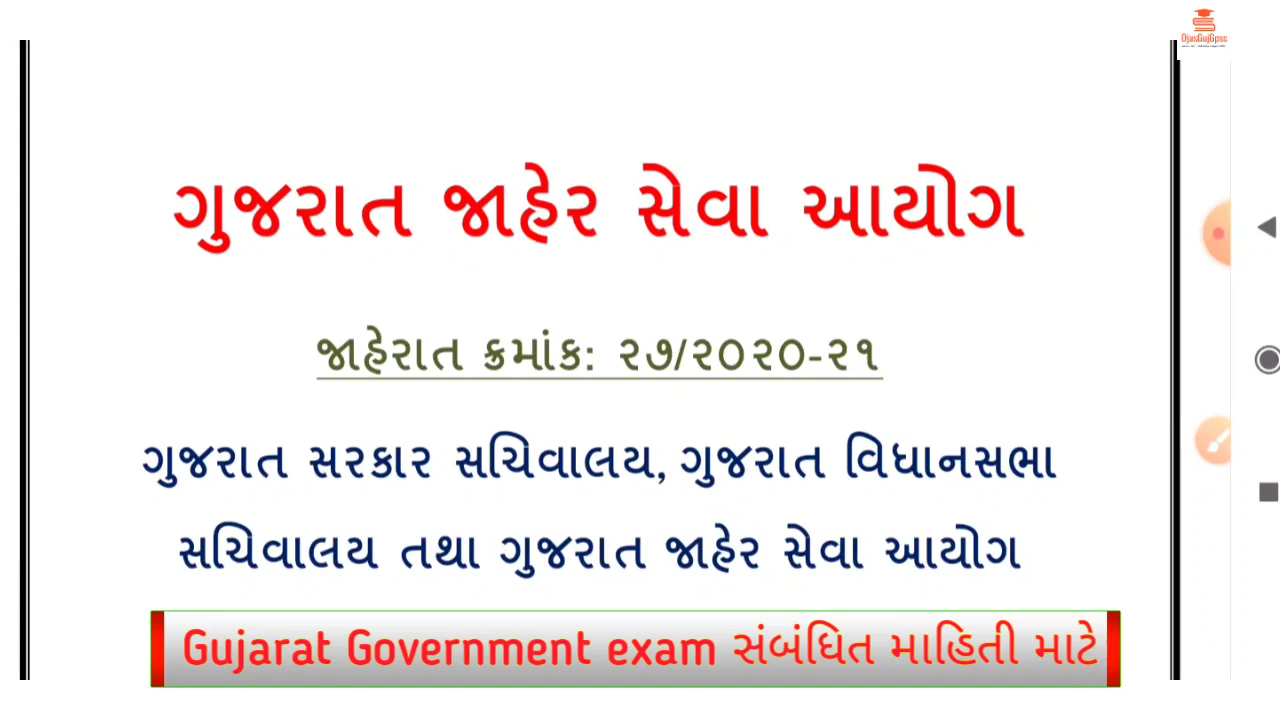 OjasGujGpsc
ગુજરાત જાહેર સેવા આયોગ
જાહેરાત ક્રમાંક: ૨૭/૨૦૨૦-૨૧
ગુજરાત સરકાર સચિવાલય, ગુજરાત વિધાનસભા
સચિવાલય તથા ગુજરાત જાહેર સેવા આયોગ
Gujarat Government exam સંબંધિત માહિતી માટે